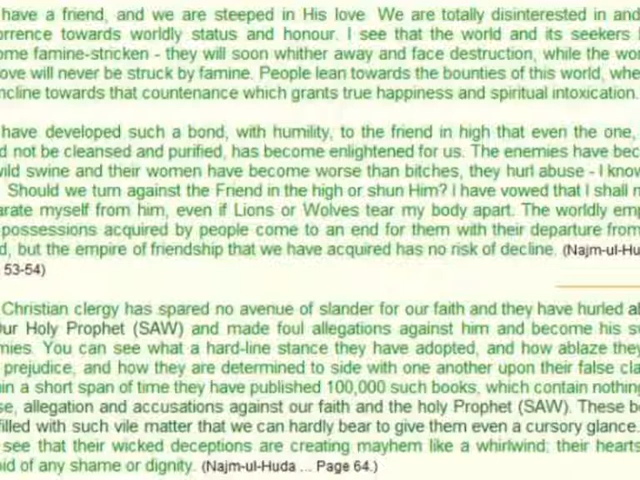 have a friend, and we are steeped in His love. We are totally disinterested in and
orrence towards worldly status and honour. I see that the world and its seekers
ome famine-stricken - they will soon whither away and face destruction, while the wo
ove will never be struck by famine. People lean towards the bounties of this world, whe
ncline towards that countenance which grants true happiness and spiritual intoxication.
have developed such a bond, with humility, to the friend in high that even the one,
d not be cleansed and purified, has become enlightened for us. The enemies have bec
wild swine and their women have become worse than bitches, they hurl abuse - I know
Should we turn against the Friend in the high or shun Him? I have vowed that I shall n
arate myself from him, even if Lions or Wolves tear my body apart. The worldly em
possessions acquired by people come to an end for them with their departure from
d, but the empire of friendship that we have acquired has no risk of decline. (Najm-ul-Hu
53-54)
Christian clergy has spared no avenue of slander for our faith and they have hurled a
Our Holy Prophet (SAW) and made foul allegations against him and become his s
mies. You can see what a hard-line stance they have adopted, and how ablaze they
prejudice, and how they are determined to side with one another upon their false cla
in a short span of time they have published 100,000 such books, which contain nothing
se, allegation and accusations against our faith and the holy Prophet (SAW). These b
filled with such vile matter that we can hardly bear to give them even a cursory glance.
see that their wicked deceptions are creating mayhem like a whirlwind; their hearts
oid of any shame or dignity. (Najm-ul-Huda ... Page 64.)